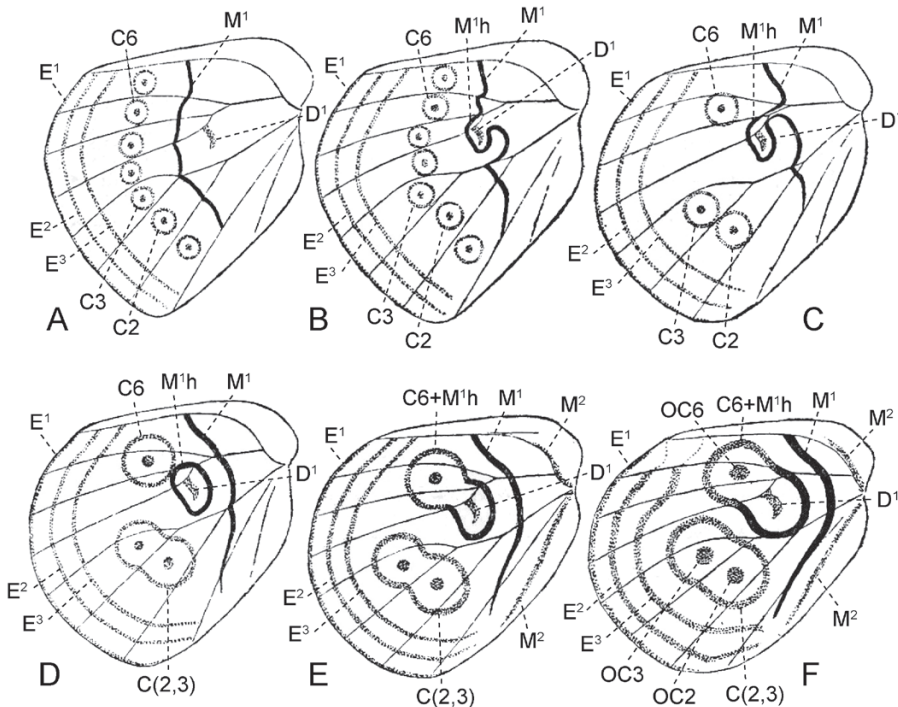 C6 M¹
E¹
D¹
E²
E³
C3 C2
A
C6 M¹h M¹
D¹
E¹
E²
E³
C3
C2
B
C6 M¹h M¹
E¹
D¹
E²
E³
C3 C2
C
C6 M¹h M¹
E¹
D¹
E²
E³
C(2,3)
D
C6+M¹h M¹
M²
E¹
D¹
E²
E³
M²
C(2,3)
E
OC6 C6+M¹h M¹
M²
E¹
D¹
E²
E³
M²
OC3
OC2 C(2,3)
F